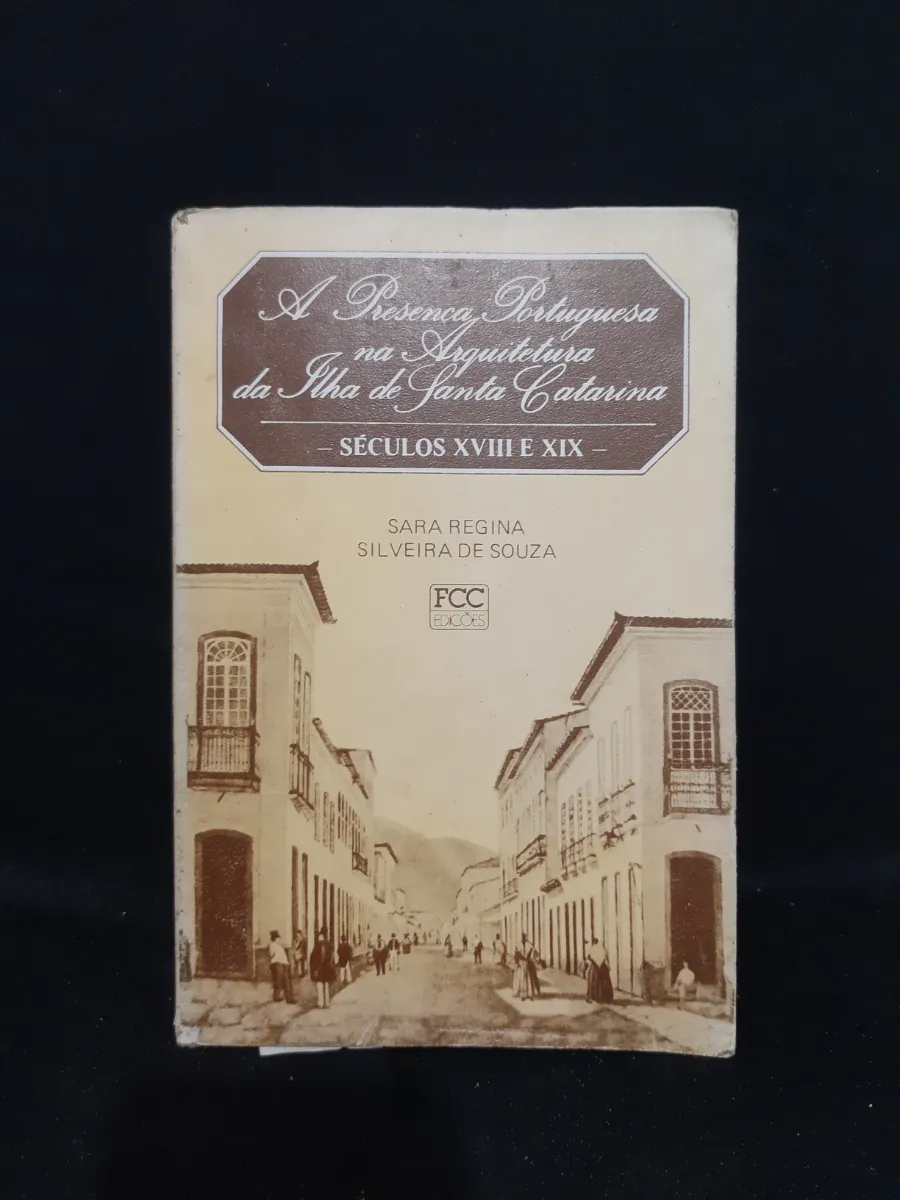 A Presença Portuguesa
na Arquitetura
da Ilha de Santa Catarina
– SÉCULOS XVIII E XIX –
SARA REGINA
SILVEIRA DE SOUZA
FCC
EDIÇÕES